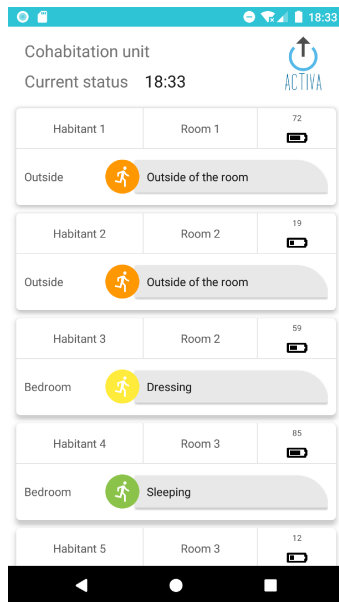 18:33
Cohabitation unit
Current status 18:33
ACTIVA
Habitant 1 Room 1 72
Outside Outside of the room
Habitant 2 Room 2 19
Outside Outside of the room
Habitant 3 Room 2 59
Bedroom Dressing
Habitant 4 Room 3 85
Bedroom Sleeping
Habitant 5 Room 3 12